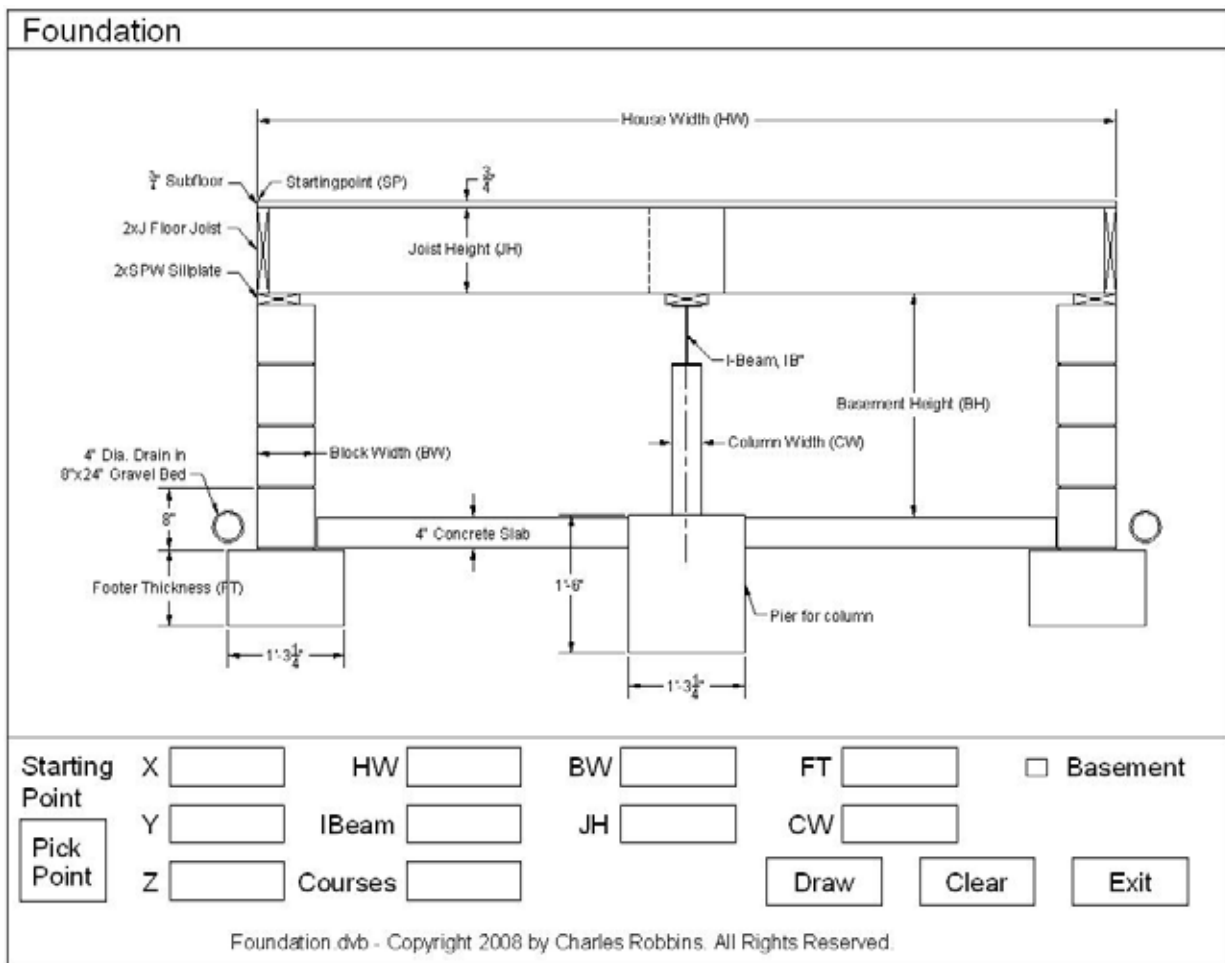 Foundation
House Width (HW)
3/4" Subfloor
Startingpoint (SP)
3/4"
2xJ Floor Joist
Joist Height (JH)
2xSPW Sillplate
I-Beam, IB"
Basement Height (BH)
4" Dia. Drain in
8"x24" Gravel Bed
Block Width (BW)
Column Width (CW)
8"
4" Concrete Slab
Footer Thickness (FT)
1'-6"
Pier for column
1'-3 1/4"
1'-3 1/4"
Starting
Point
X
HW
BW
FT
Basement
Pick
Point
Y
IBeam
JH
CW
Z
Courses
Draw
Clear
Exit
Foundation.dvb - Copyright 2008 by Charles Robbins. All Rights Reserved.